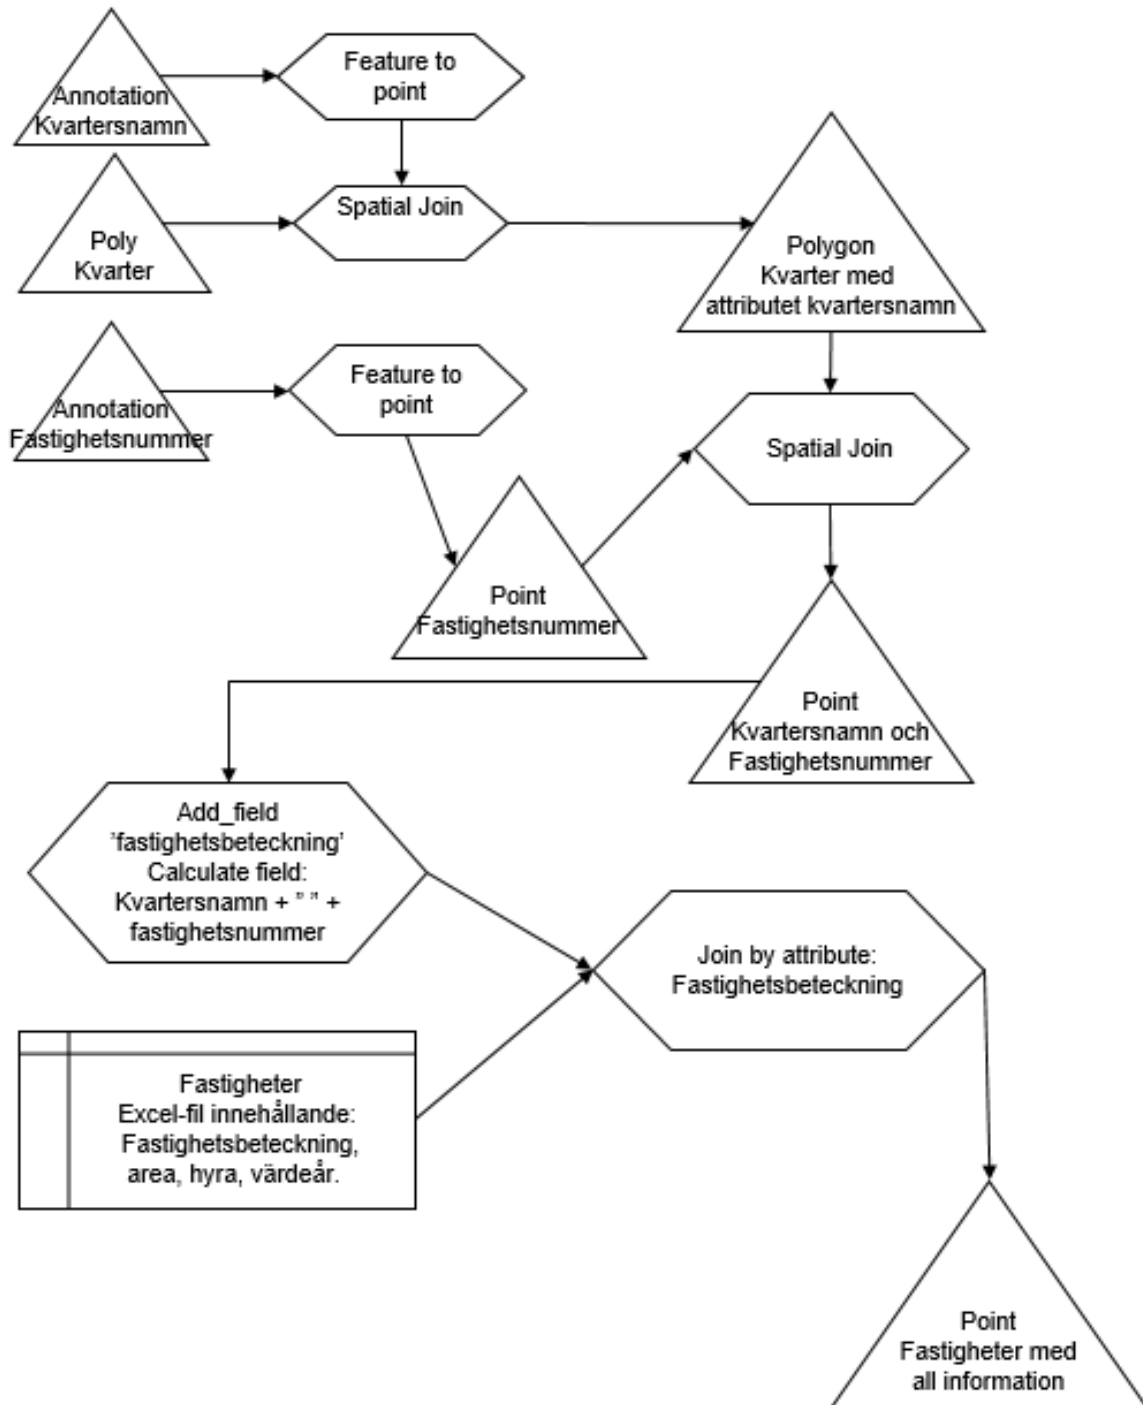 Annotation
Kvartersnamn
Feature to
point
Poly
Kvarter
Spatial Join
Polygon
Kvarter med
attributet kvartersnamn
Annotation
Fastighetsnummer
Feature to
point
Spatial Join
Point
Fastighetsnummer
Point
Kvartersnamn och
Fastighetsnummer
Add_field
’fastighetsbeteckning’
Calculate field:
Kvartersnamn + ” ” +
fastighetsnummer
Join by attribute:
Fastighetsbeteckning
Fastigheter
Excel-fil innehållande:
Fastighetsbeteckning,
area, hyra, värdeår.
Point
Fastigheter med
all information